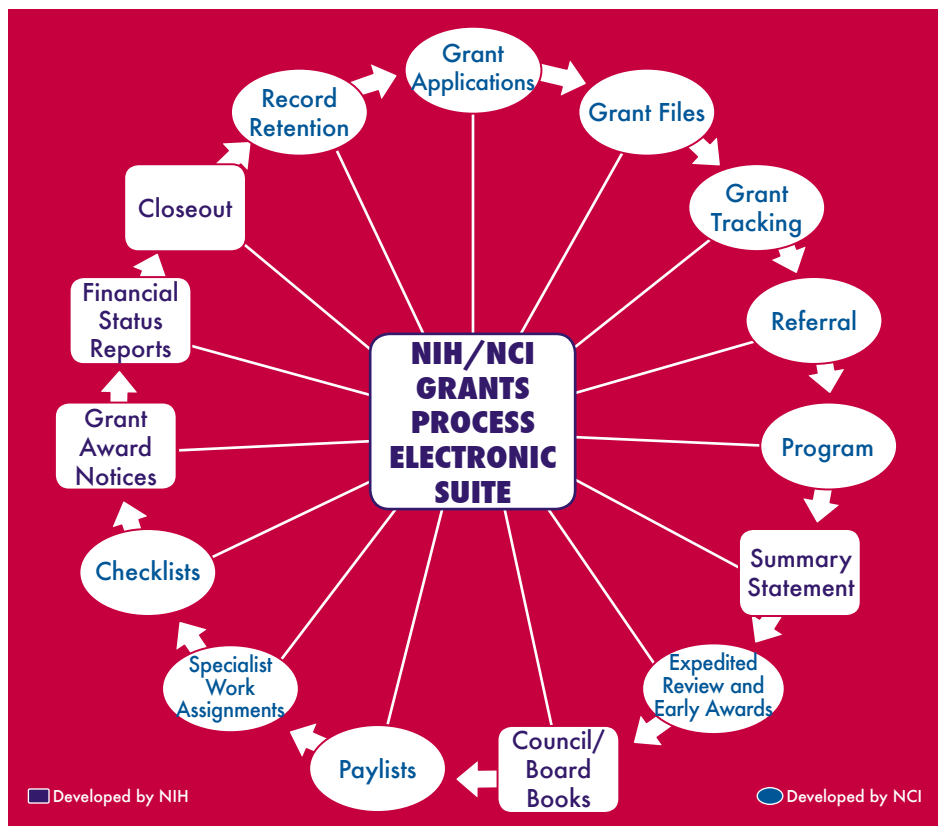 Grant
Applications
Grant Files
Grant
Tracking
Referral
Program
Summary
Statement
Expedited
Review and
Early Awards
Council/
Board
Books
Paylists
Specialist
Work
Assignments
Checklists
Grant
Award
Notices
Financial
Status
Reports
Closeout
Record
Retention
NIH/NCI
GRANTS
PROCESS
ELECTRONIC
SUITE
Developed by NIH
Developed by NCI